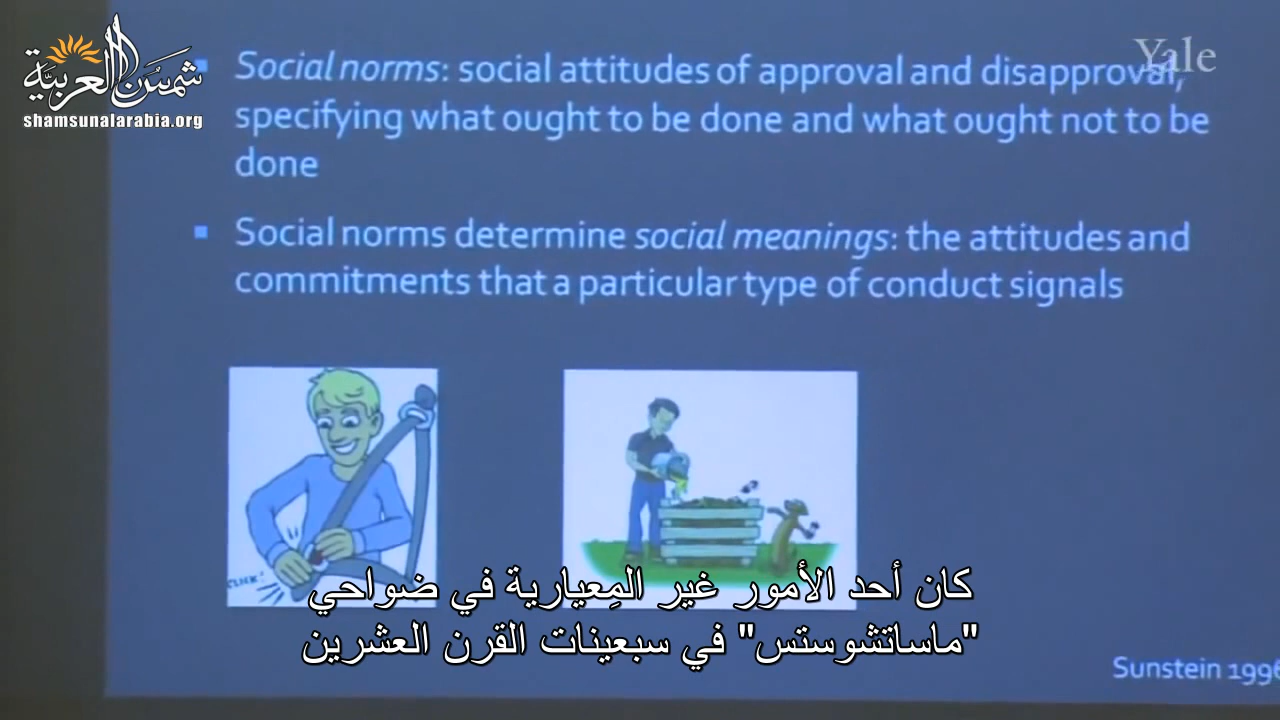 شمس العربية
shamsunalarabia.org
Yale
Social norms: social attitudes of approval and disapproval,
specifying what ought to be done and what ought not to be
done
Social norms determine social meanings: the attitudes and
commitments that a particular type of conduct signals
كان أحد الأمور غير المِعيارية في ضواحي
"ماساتشوستس" في سبعينات القرن العشرين
Sunstein 1996